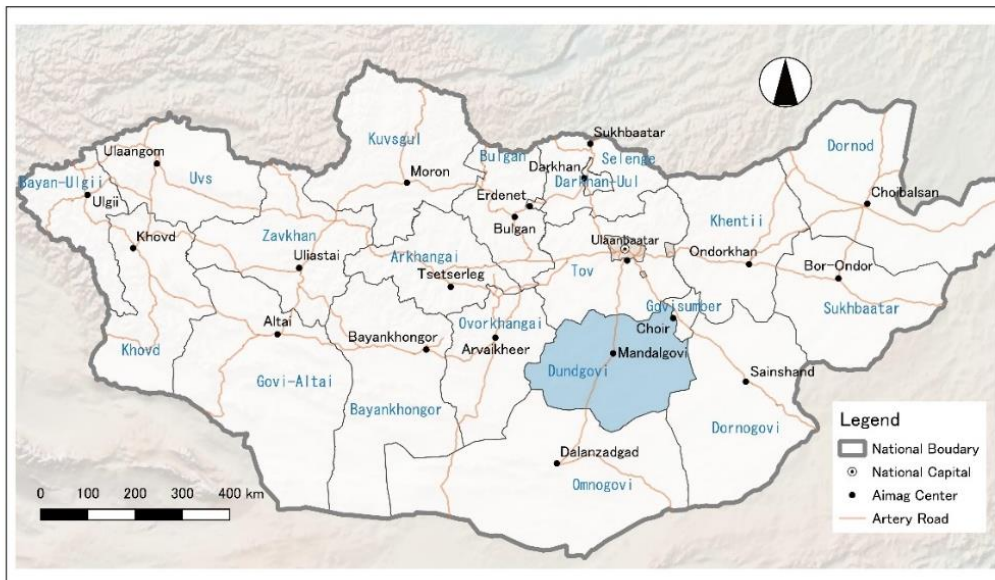 Sukhbaatar
Dornod
Kuvsgul
Bulgan
Selenge
Ulaangom
Darkhan
Bayan-Ulgii
Uvs
Moron
Darkhan-Uul
Ulgii
Erdenet
Choibalsan
Bulgan
Khentii
Khovd
Zavkhan
Ulaanbaatar
Arkhangai
Ondorkhan
Uliastai
Tov
Bor-Ondor
Tsetserleg
Sukhbaatar
Govisumber
Altai
Ovorkhangai
Choir
Bayankhongor
Arvaikheer
Mandalgovi
Khovd
Dundgovi
Govi-Altai
Sainshand
Bayankhongor
Dornogovi
Dalanzadgad
Omnogovi
Legend
National Boudary
National Capital
Aimag Center
Artery Road
0 100 200 300 400 km